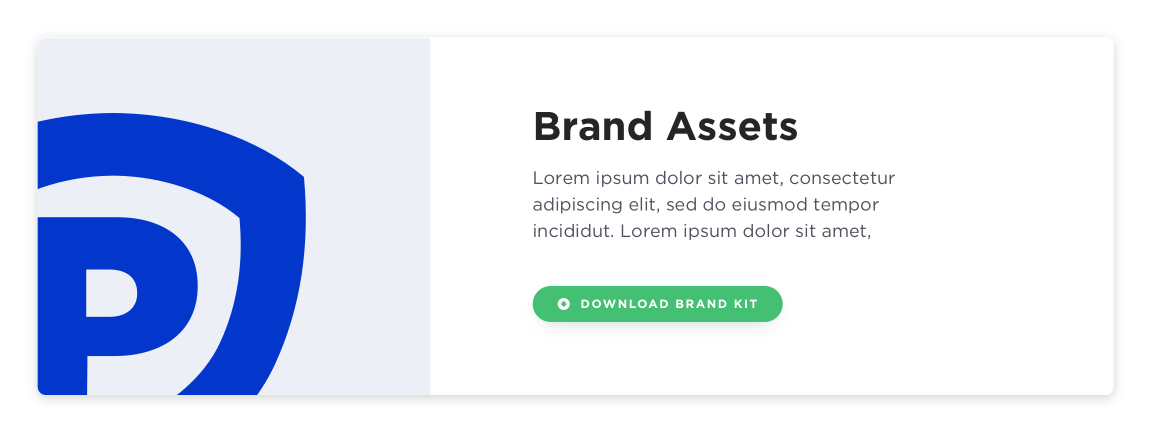 P
Brand Assets
Lorem ipsum dolor sit amet, consectetur
adipiscing elit, sed do eiusmod tempor
incididut. Lorem ipsum dolor sit amet,
DOWNLOAD BRAND KIT